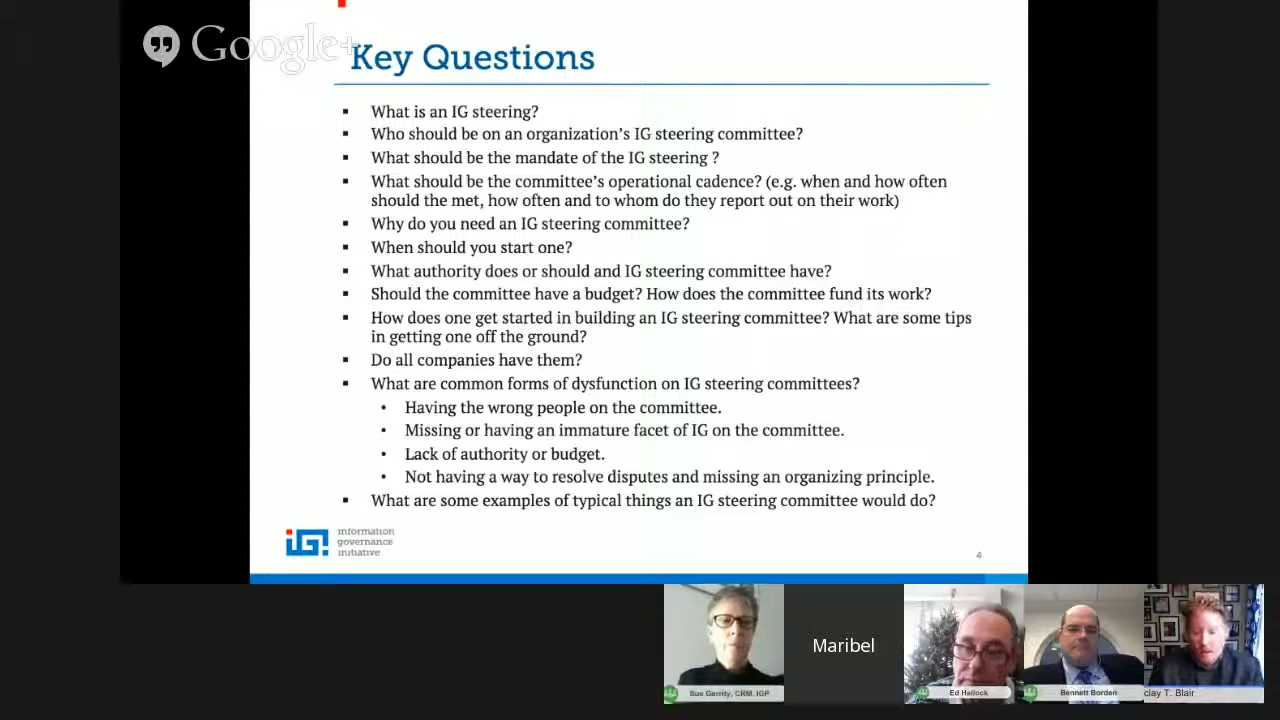 Google+
Key Questions
What is an IG steering?
Who should be on an organization's IG steering committee?
What should be the mandate of the IG steering ?
What should be the committee's operational cadence? (e.g. when and how often
should the met, how often and to whom do they report out on their work)
Why do you need an IG steering committee?
When should you start one?
What authority does or should and IG steering committee have?
Should the committee have a budget? How does the committee fund its work?
How does one get started in building an IG steering committee? What are some tips
in getting one off the ground?
Do all companies have them?
What are common forms of dysfunction on IG steering committees?
Having the wrong people on the committee.
Missing or having an immature facet of IG on the committee.
Lack of authority or budget.
Not having a way to resolve disputes and missing an organizing principle.
What are some examples of typical things an IG steering committee would do?
iG!
information
governance
initiative
4
Maribel
Sue Gerrity, CRM. IGP
Ed Hallock
Bennett Borden
clay T. Blair